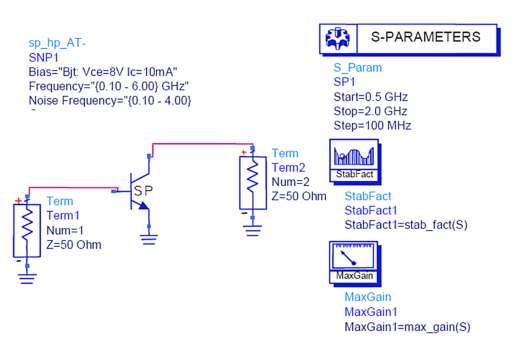 sp_hp_AT-
SNP1
Bias="Bjt: Vce=8V Ic=10mA"
Frequency="{0.10 - 6.00} GHz"
Noise Frequency="{0.10 - 4.00}
S-PARAMETERS
S_Param
SP1
Start=0.5 GHz
Stop=2.0 GHz
Step=100 MHz
StabFact
StabFact
StabFact1
StabFact1=stab_fact(S)
MaxGain
MaxGain
MaxGain1
MaxGain1=max_gain(S)
SP
+
Term
Term2
Num=2
Z=50 Ohm
-
+
Term
Term1
Num=1
Z=50 Ohm
-